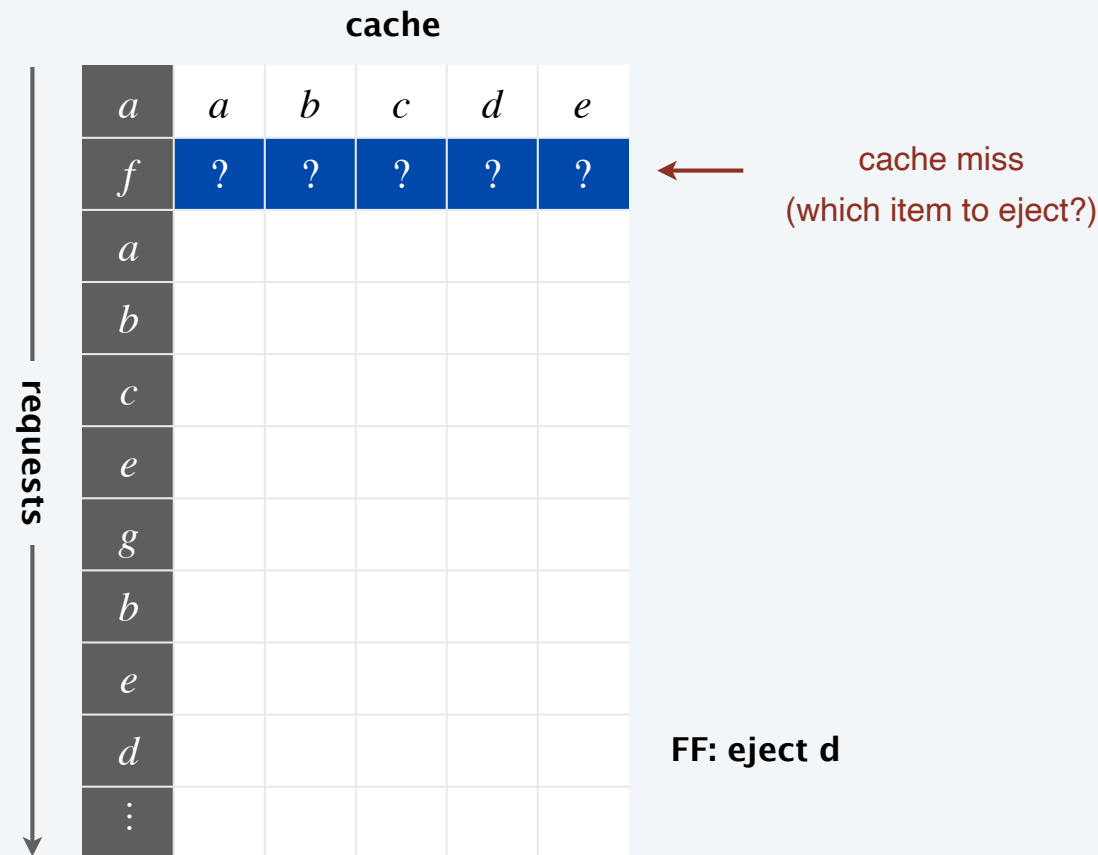 cache
requests
a a b c d e
f ? ? ? ? ?
cache miss
(which item to eject?)
a
b
c
e
g
b
e
d
FF: eject d
⋮